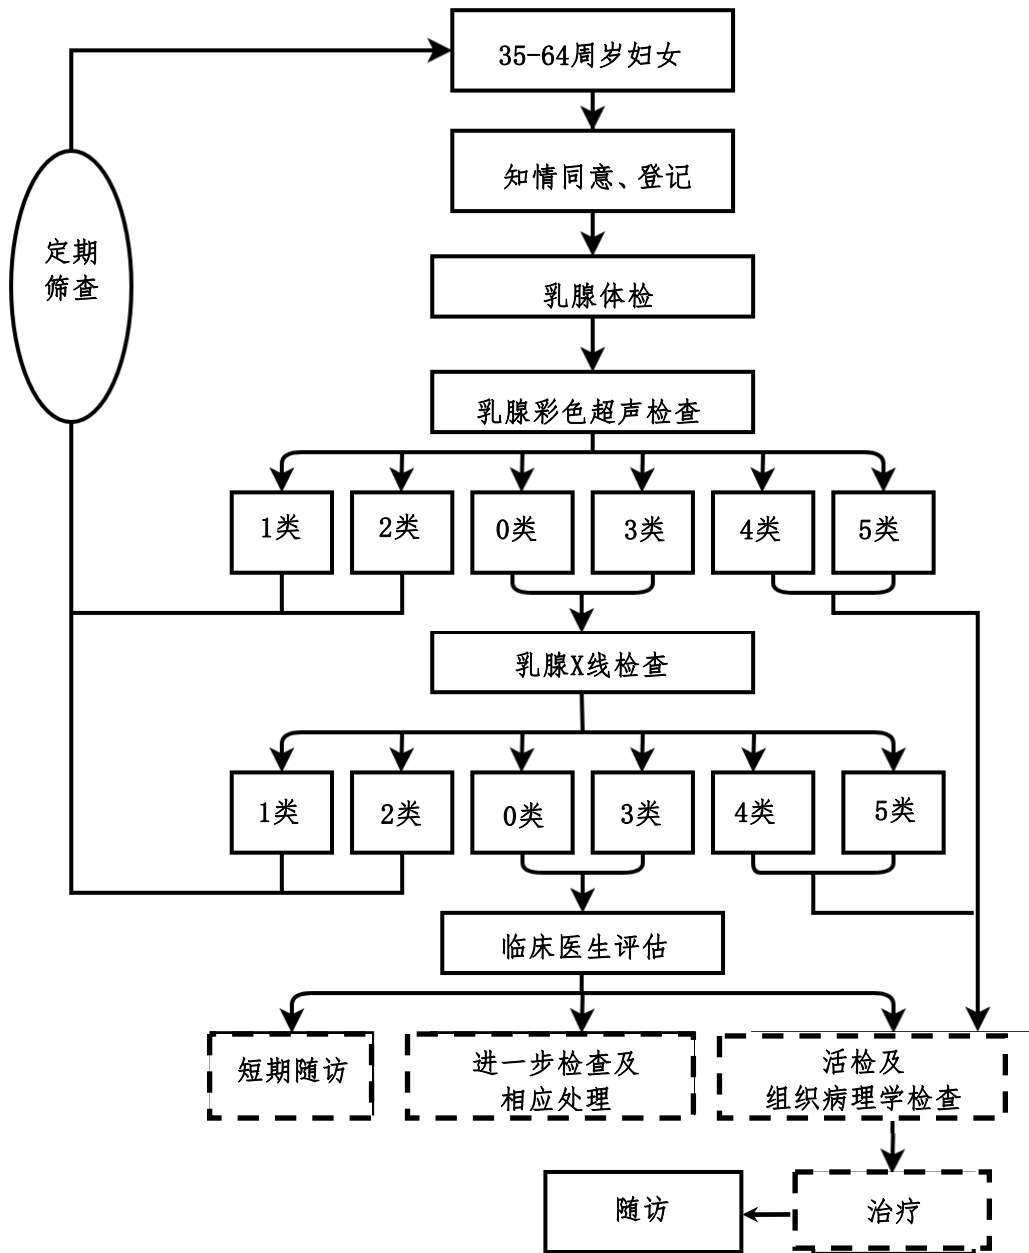 35-64周岁妇女
知情同意、登记
定期
筛查
乳腺体检
乳腺彩色超声检查
1类
2类
0类
3类
4类
5类
乳腺X线检查
1类
2类
0类
3类
4类
5类
临床医生评估
短期随访
进一步检查及
相应处理
活检及
组织病理学检查
随访
治疗